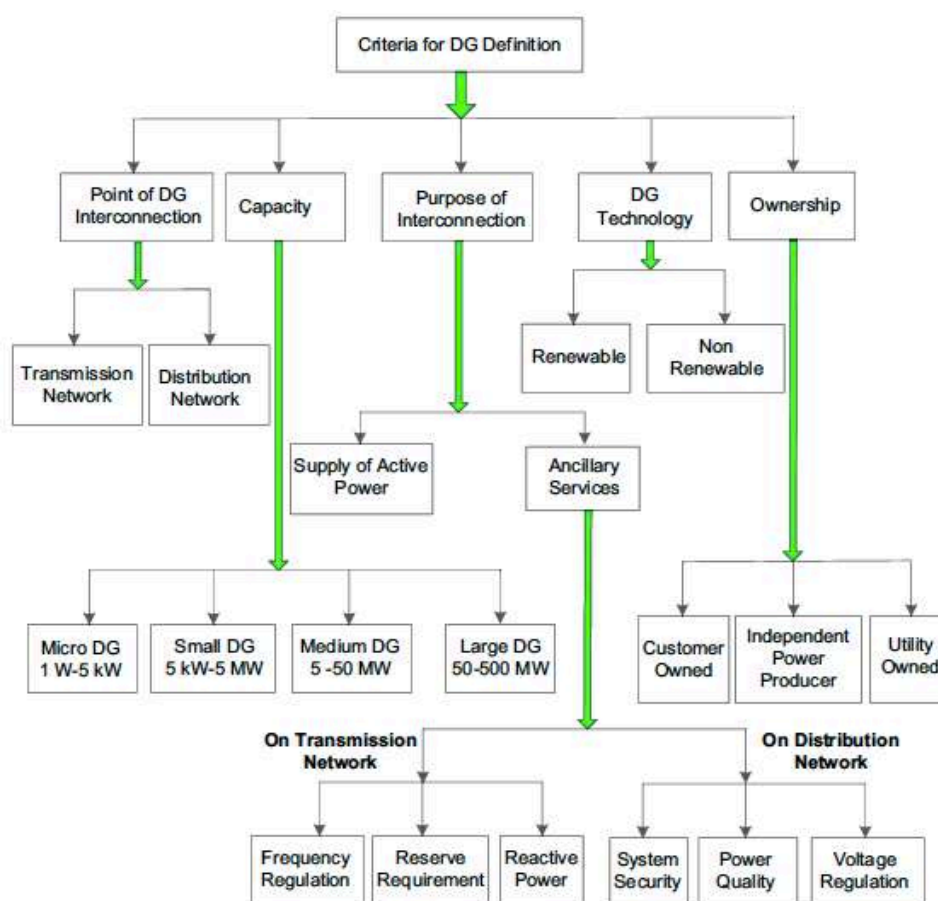 Criteria for DG Definition
Point of DG
Interconnection
Capacity
Purpose of
Interconnection
DG
Technology
Ownership
Transmission
Network
Distribution
Network
Renewable
Non
Renewable
Supply of Active
Power
Ancillary
Services
Micro DG
1 W-5 kW
Small DG
5 kW-5 MW
Medium DG
5 -50 MW
Large DG
50-500 MW
Customer
Owned
Independent
Power
Producer
Utility
Owned
On Transmission
Network
On Distribution
Network
Frequency
Regulation
Reserve
Requirement
Reactive
Power
System
Security
Power
Quality
Voltage
Regulation